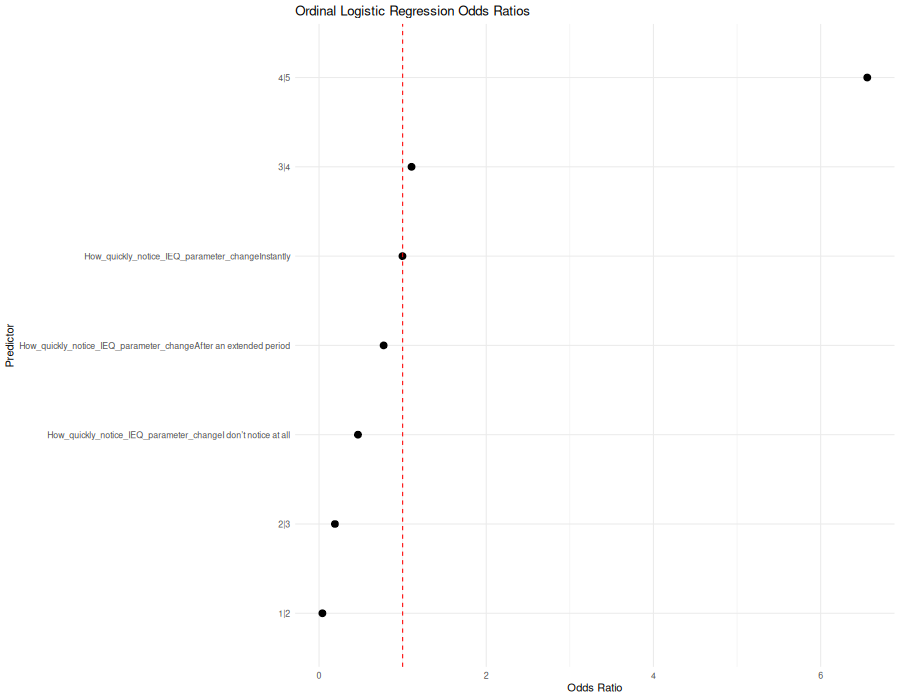 Ordinal Logistic Regression Odds Ratios
4|5
3|4
How_quickly_notice_IEQ_parameter_changeInstantly
How_quickly_notice_IEQ_parameter_changeAfter an extended period
How_quickly_notice_IEQ_parameter_changeI don't notice at all
2|3
1|2
Predictor
0 2 4 6
Odds Ratio